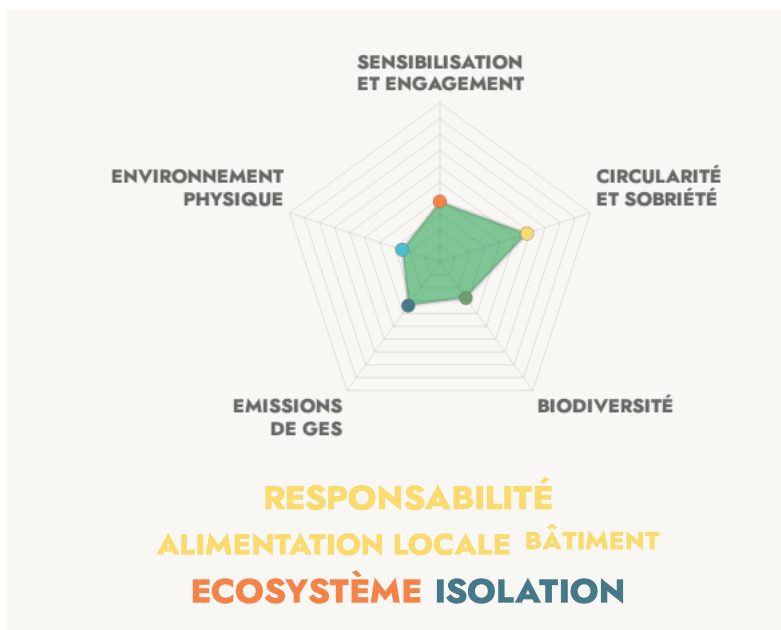 SENSIBILISATION
ET ENGAGEMENT
ENVIRONNEMENT
PHYSIQUE
CIRCULARITÉ
ET SOBRIÉTÉ
EMISSIONS
DE GES
BIODIVERSITÉ
RESPONSABILITÉ
ALIMENTATION LOCALE BÂTIMENT
ECOSYSTÈME ISOLATION